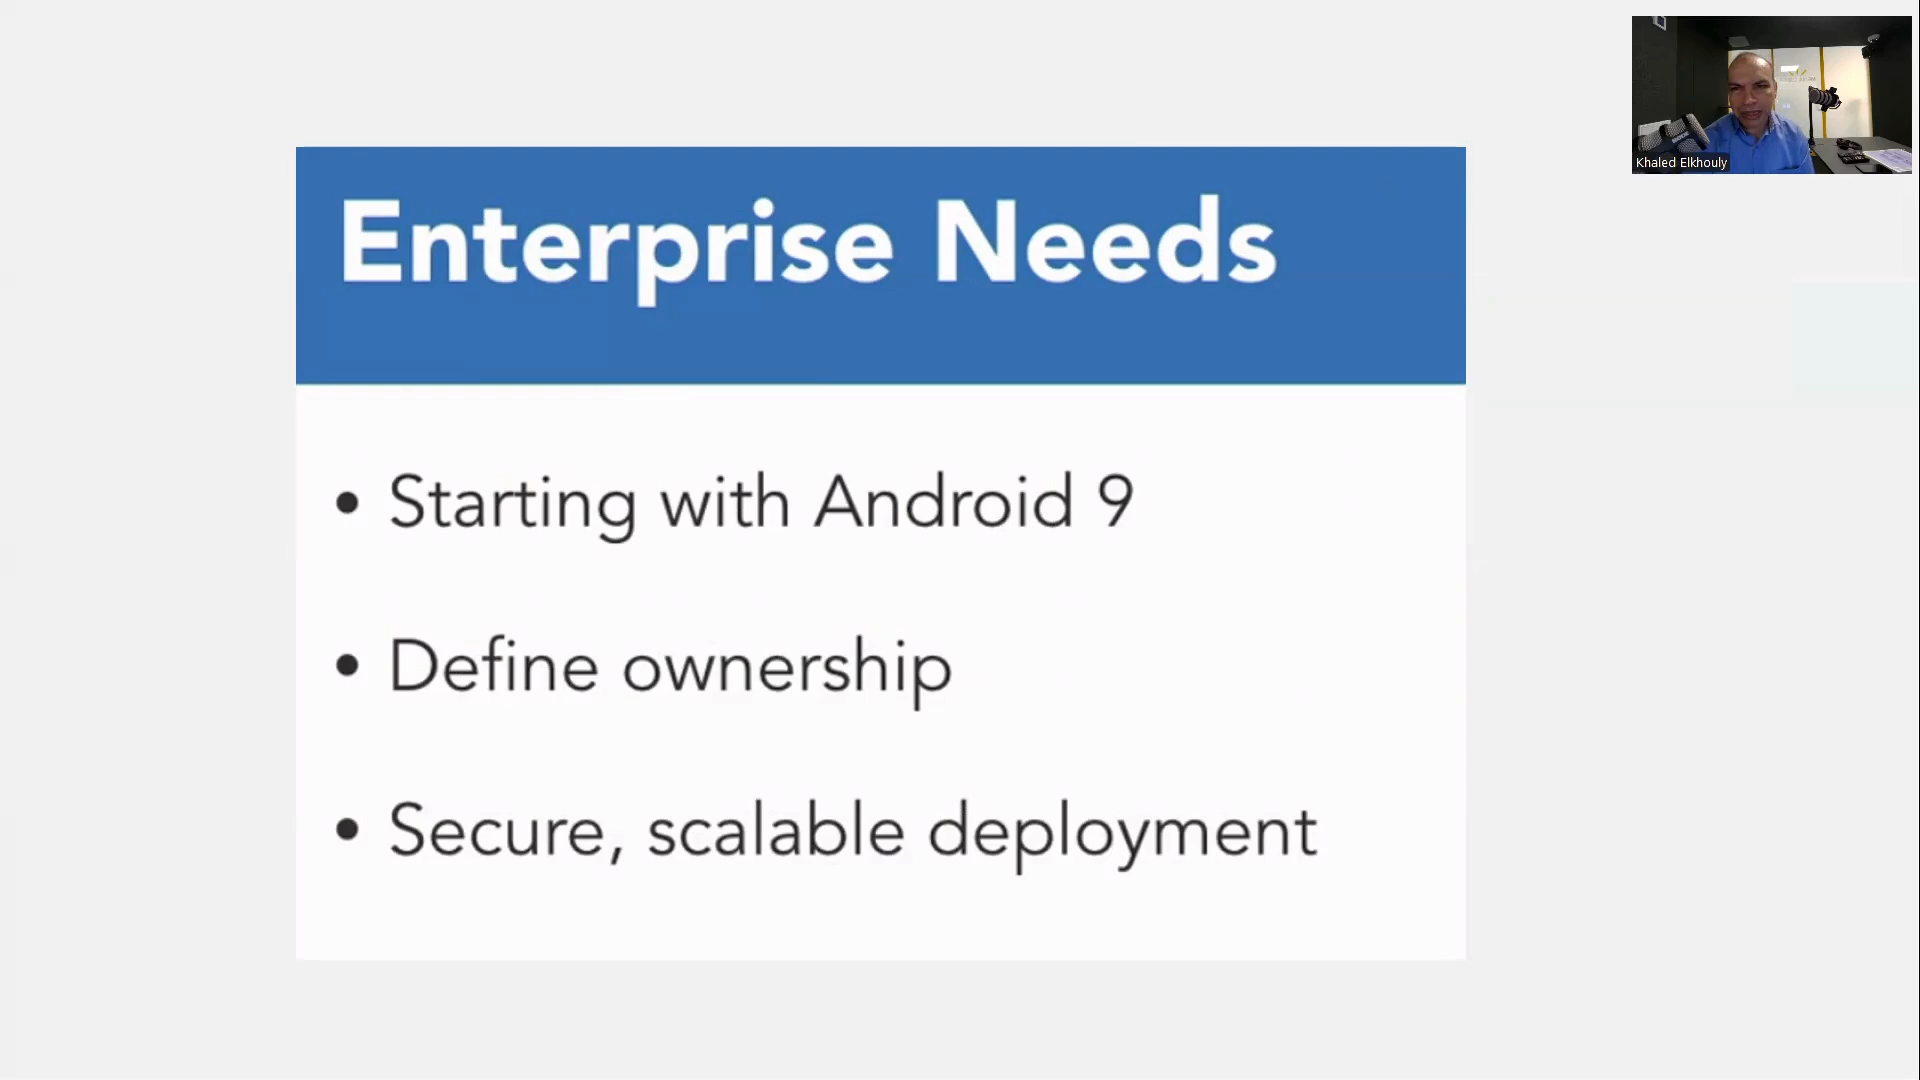 Enterprise Needs
• Starting with Android 9
• Define ownership
• Secure, scalable deployment
Khaled Elkhouly